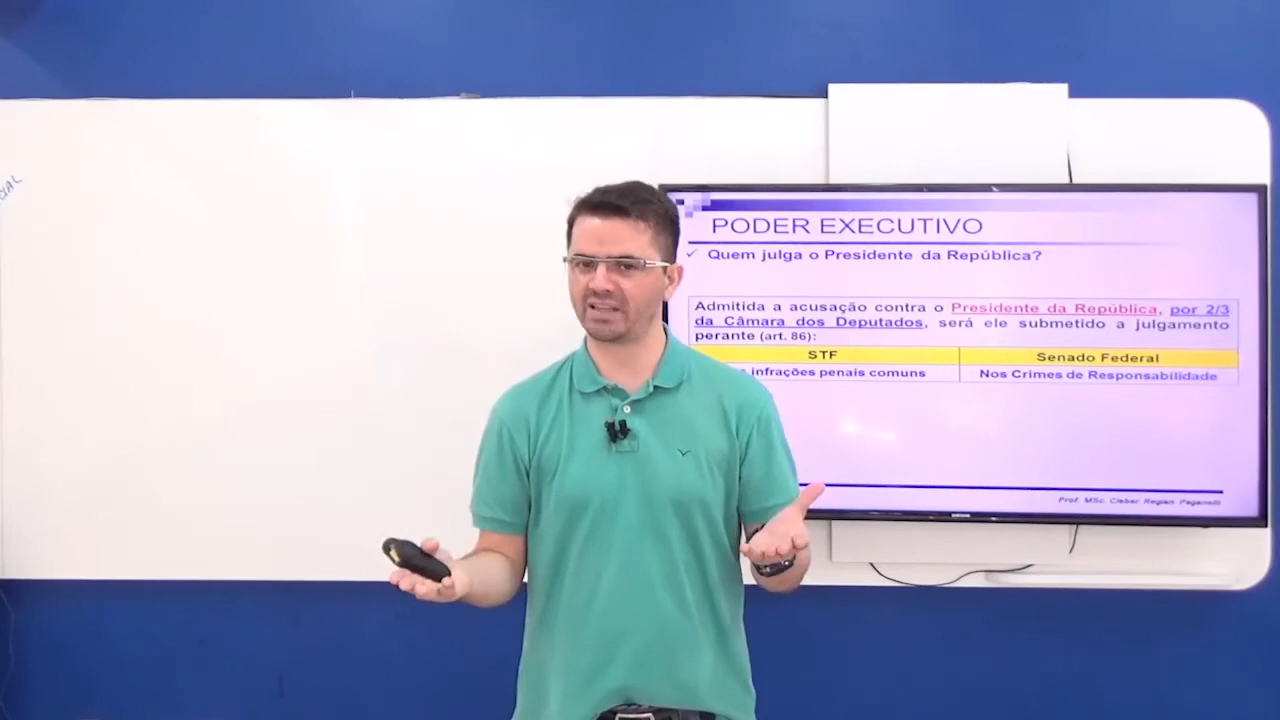 CIAL
PODER EXECUTIVO
✓ Quem julga o Presidente da República?
Admitida a acusação contra o Presidente da República, por 2/3
da Câmara dos Deputados, será ele submetido a julgamento
perante (art. 86):
STF
Senado Federal
infrações penais comuns
Nos Crimes de Responsabilidade
Prof. MSc. Cleber Regian Paganelli